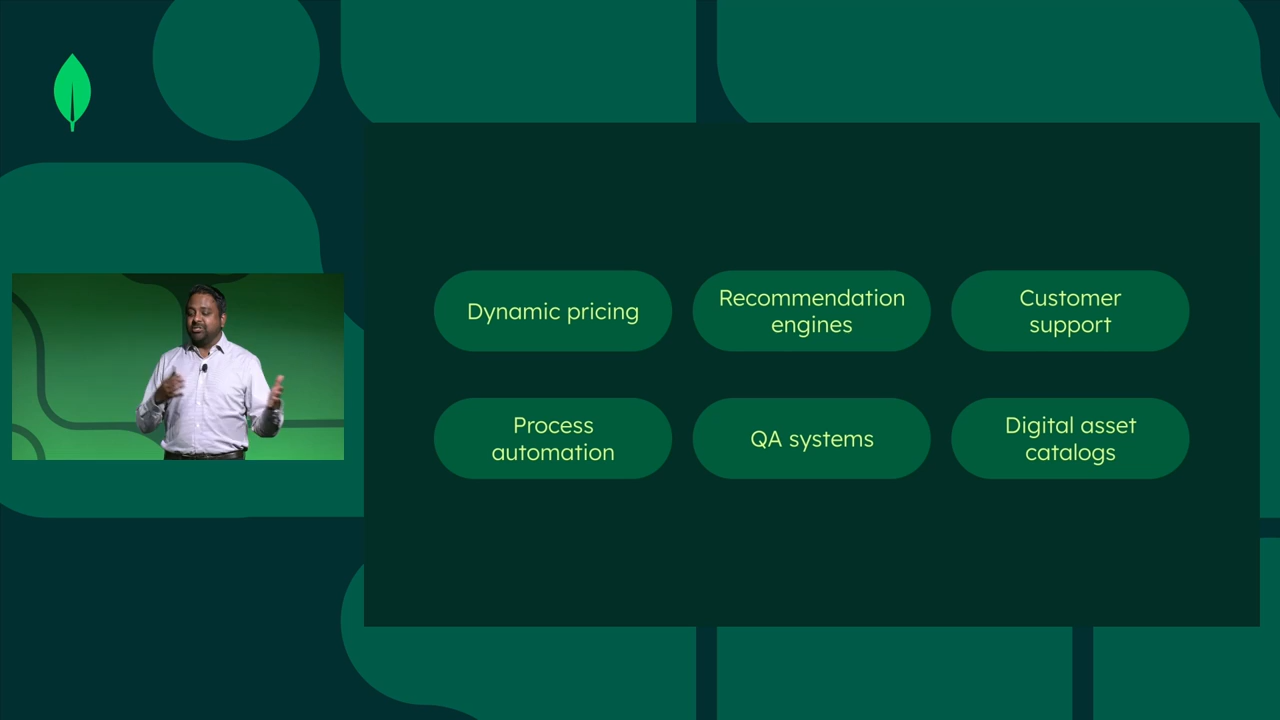 Dynamic pricing
Recommendation
engines
Customer
support
Process
automation
QA systems
Digital asset
catalogs